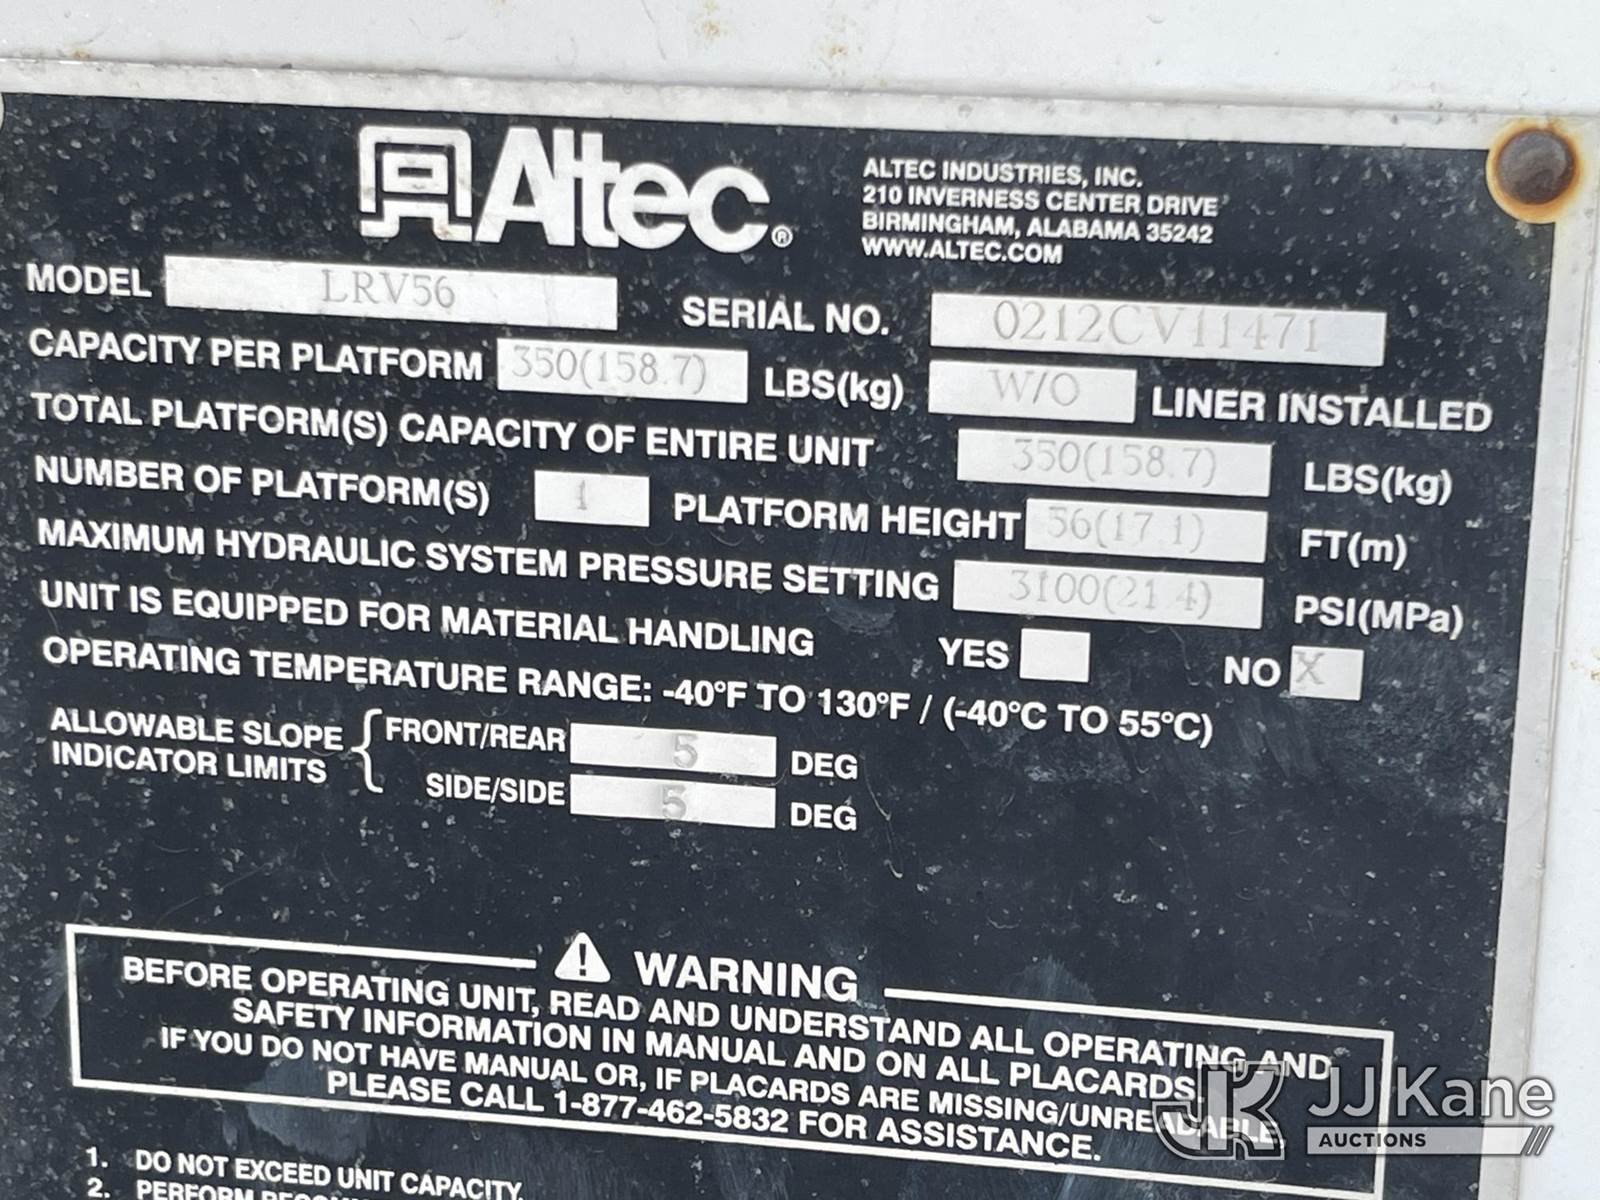 Altec®
ALTEC INDUSTRIES, INC.
210 INVERNESS CENTER DRIVE
BIRMINGHAM, ALABAMA 35242
WWW.ALTEC.COM
MODEL LRV56 SERIAL NO. 0212CV11471
CAPACITY PER PLATFORM 350(158.7) LBS(kg) W/O LINER INSTALLED
TOTAL PLATFORM(S) CAPACITY OF ENTIRE UNIT 350(158.7) LBS(kg)
NUMBER OF PLATFORM(S) 1 PLATFORM HEIGHT 56(17.1) FT(m)
MAXIMUM HYDRAULIC SYSTEM PRESSURE SETTING 3100(21.4) PSI(MPa)
UNIT IS EQUIPPED FOR MATERIAL HANDLING YES NO X
OPERATING TEMPERATURE RANGE: -40°F TO 130°F / (-40°C TO 55°C)
ALLOWABLE SLOPE INDICATOR LIMITS { FRONT/REAR 5 DEG
SIDE/SIDE 5 DEG
WARNING
BEFORE OPERATING UNIT, READ AND UNDERSTAND ALL OPERATING AND
SAFETY INFORMATION IN MANUAL AND ON ALL PLACARDS.
IF YOU DO NOT HAVE MANUAL OR, IF PLACARDS ARE MISSING/UNREADABLE,
PLEASE CALL 1-877-462-5832 FOR ASSISTANCE.
1. DO NOT EXCEED UNIT CAPACITY.
2. PERFORM
JK JJKane
AUCTIONS